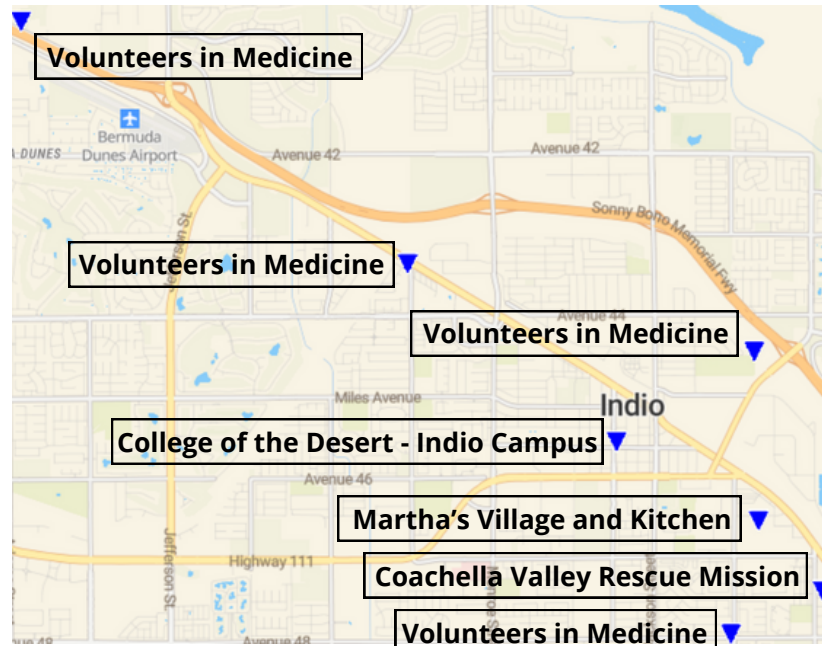 Volunteers in Medicine
Bermuda
Dunes Airport
DUNES
Avenue 42
Avenue 42
Sonny Bono Memorial Fwy
Jefferson St.
Volunteers in Medicine
Avenue 44
Volunteers in Medicine
Miles Avenue
Indio
College of the Desert - Indio Campus
Avenue 46
Martha's Village and Kitchen
Jefferson St.
Highway 111
Coachella Valley Rescue Mission
Volunteers in Medicine
Avenue 48